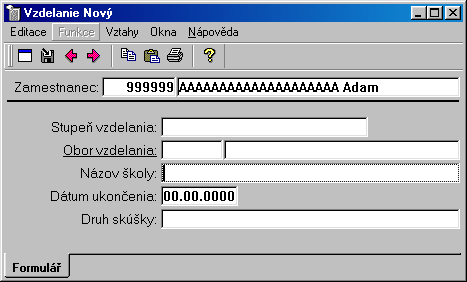 Vzdelanie Nový
Editace Funkce Vztahy Okna Nápověda
Zamestnanec: 999999 AAAAAAAAAAAAAAAAAAAA Adam
Stupeň vzdelania:
Obor vzdelania:
Názov školy:
Dátum ukončenia: 00.00.0000
Druh skúšky:
Formulář